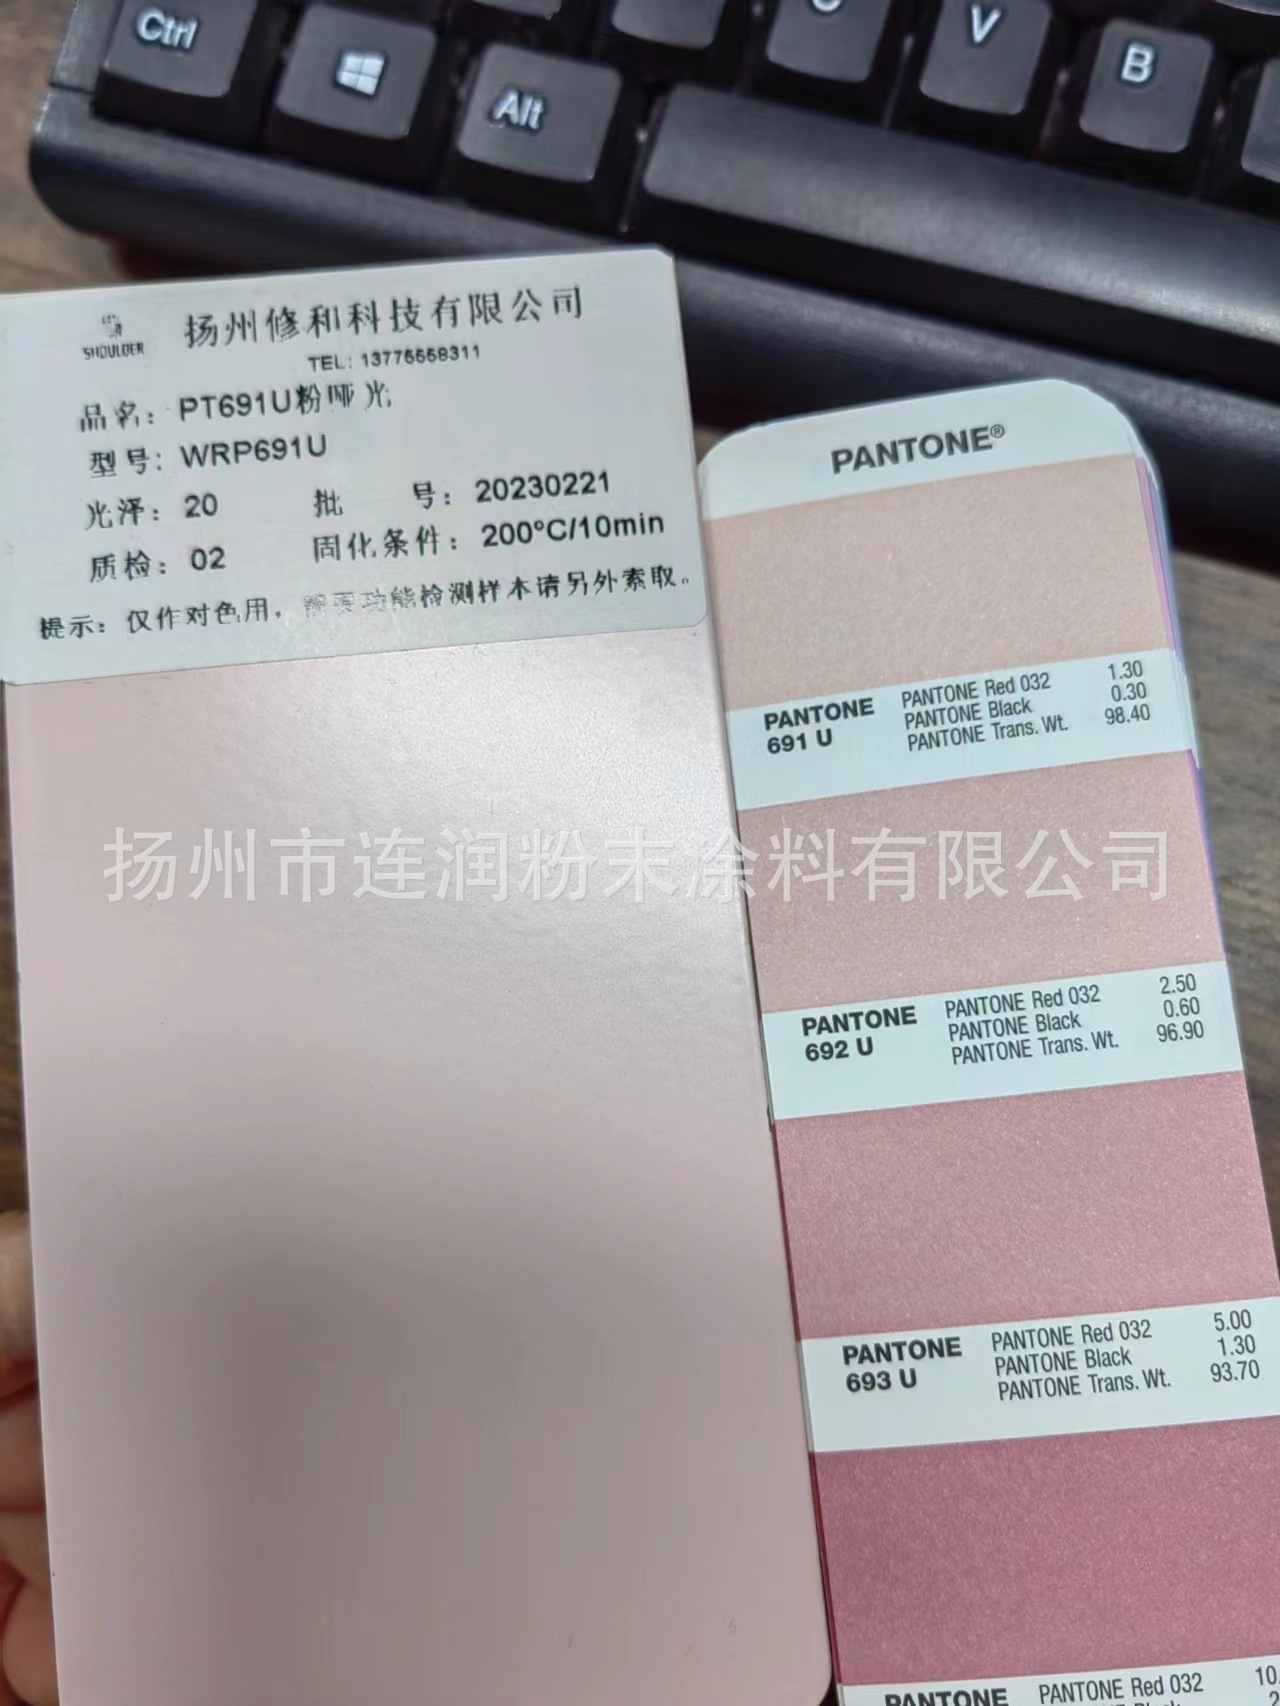 Ctrl
Alt
C
V
B
SHOULDER
扬州修和科技有限公司
TEL: 13775558311
品名: PT691U粉哑光
型号: WRP691U
光泽: 20 批 号: 20230221
质检: 02 固化条件: 200°C/10min
提示: 仅作对色用, 需要功能检测样本请另外索取。
PANTONE®
PANTONE Red 032 1.30
PANTONE Black 0.30
PANTONE Trans. Wt. 98.40
PANTONE
691 U
扬州市连润粉末涂料有限公司
PANTONE Red 032 2.50
PANTONE Black 0.60
PANTONE Trans. Wt. 96.90
PANTONE
692 U
PANTONE Red 032 5.00
PANTONE Black 1.30
PANTONE Trans. Wt. 93.70
PANTONE
693 U
PANTONE Red 032 10.
PANTONE